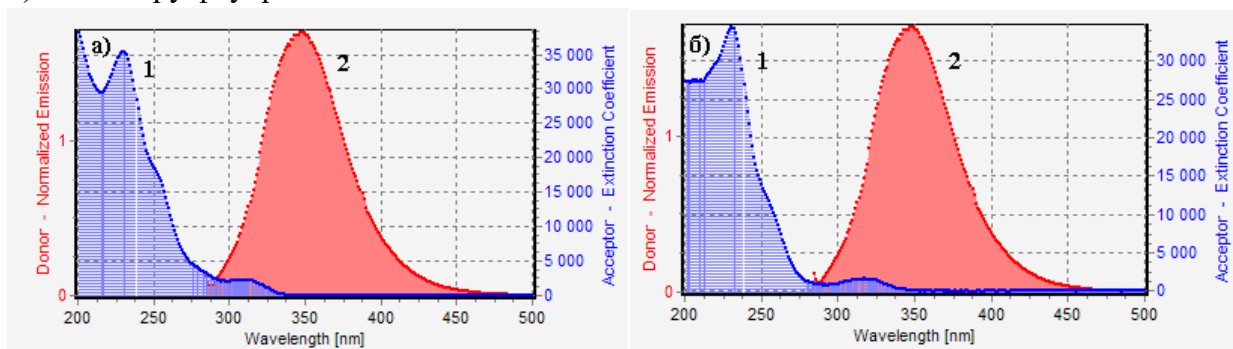 а)
1
2
35 000
30 000
25 000
20 000
15 000
10 000
5 000
0
1
0
Donor - Normalized Emission
Acceptor - Extinction Coefficient
200 250 300 350 400 450 500
Wavelength [nm]
б)
1
2
30 000
25 000
20 000
15 000
10 000
5 000
0
1
0
Donor - Normalized Emission
Acceptor - Extinction Coefficient
200 250 300 350 400 450 500
Wavelength [nm]